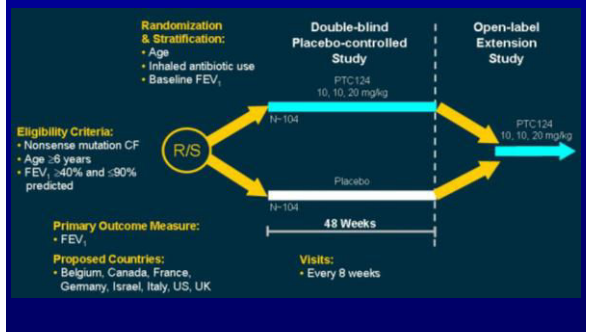 Randomization
& Stratification:
• Age
• Inhaled antibiotic use
• Baseline FEV₁
Double-blind
Placebo-controlled
Study
Open-label
Extension
Study
PTC124
10, 10, 20 mg/kg
N~104
PTC124
10, 10, 20 mg/kg
Eligibility Criteria:
• Nonsense mutation CF
• Age ≥6 years
• FEV₁ ≥40% and ≤90%
predicted
R/S
Placebo
N~104
48 Weeks
Primary Outcome Measure:
• FEV₁
Proposed Countries:
• Belgium, Canada, France,
Germany, Israel, Italy, US, UK
Visits:
• Every 8 weeks